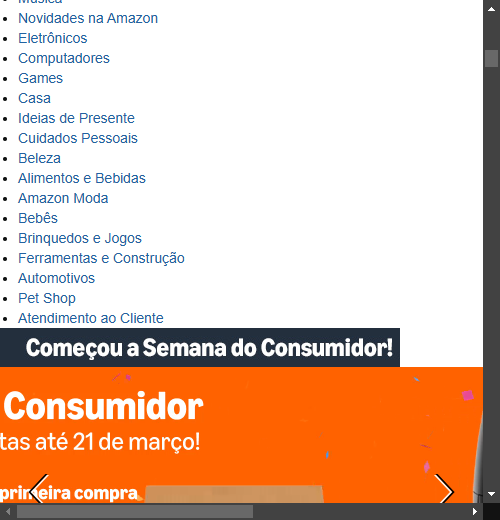 Música
Novidades na Amazon
Eletrônicos
Computadores
Games
Casa
Ideias de Presente
Cuidados Pessoais
Beleza
Alimentos e Bebidas
Amazon Moda
Bebês
Brinquedos e Jogos
Ferramentas e Construção
Automotivos
Pet Shop
Atendimento ao Cliente
Começou a Semana do Consumidor!
Consumidor
tas até 21 de março!
primeira compra